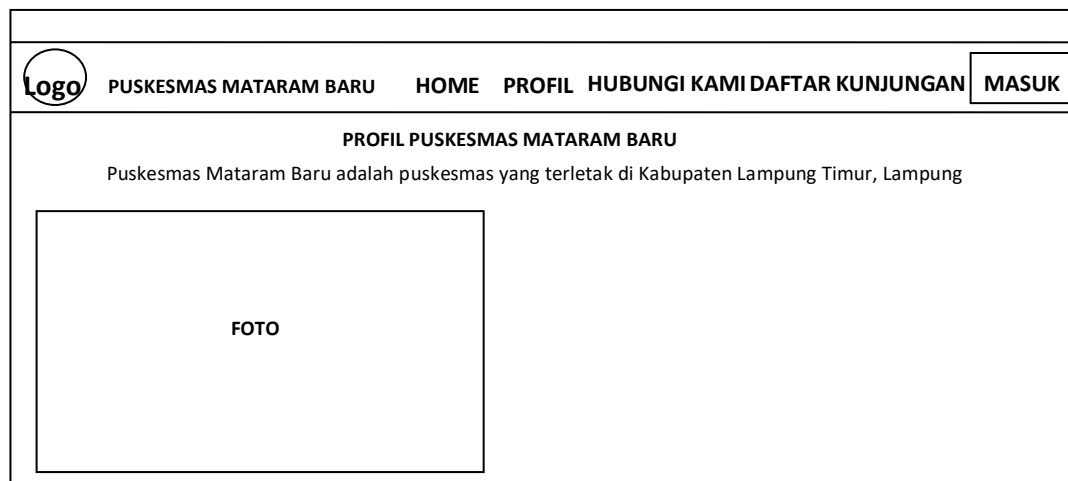 Logo PUSKESMAS MATARAM BARU HOME PROFIL HUBUNGI KAMI DAFTAR KUNJUNGAN MASUK
PROFIL PUSKESMAS MATARAM BARU
Puskesmas Mataram Baru adalah puskesmas yang terletak di Kabupaten Lampung Timur, Lampung
FOTO